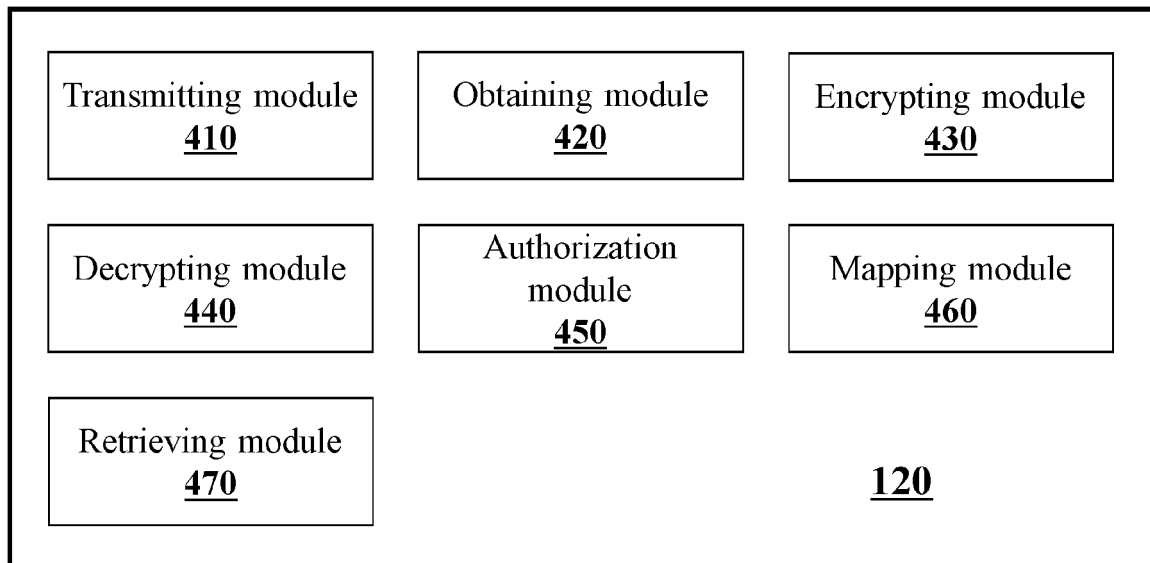 Transmitting module
410
Obtaining module
420
Encrypting module
430
Decrypting module
440
Authorization
module
450
Mapping module
460
Retrieving module
470
120